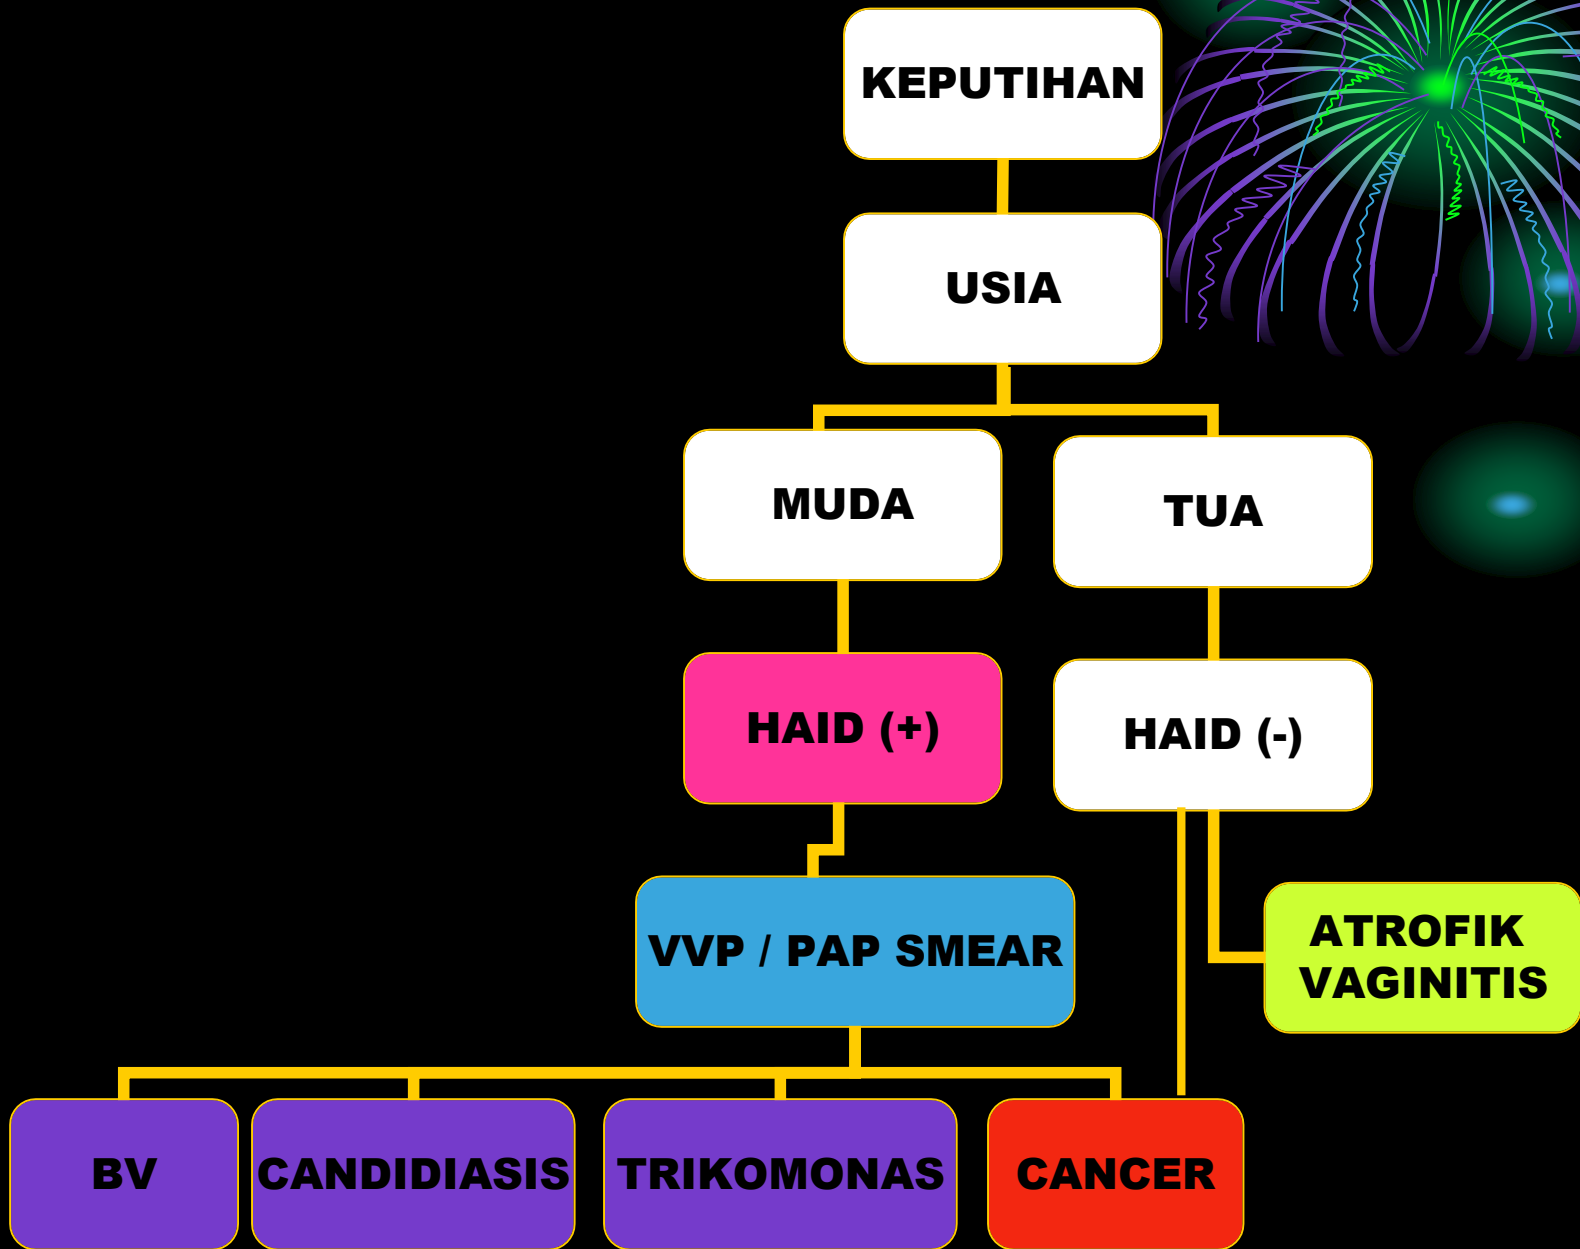 KEPUTIHAN
USIA
MUDA
TUA
HAID (+)
HAID (-)
VVP / PAP SMEAR
ATROFIK
VAGINITIS
BV
CANDIDIASIS
TRIKOMONAS
CANCER